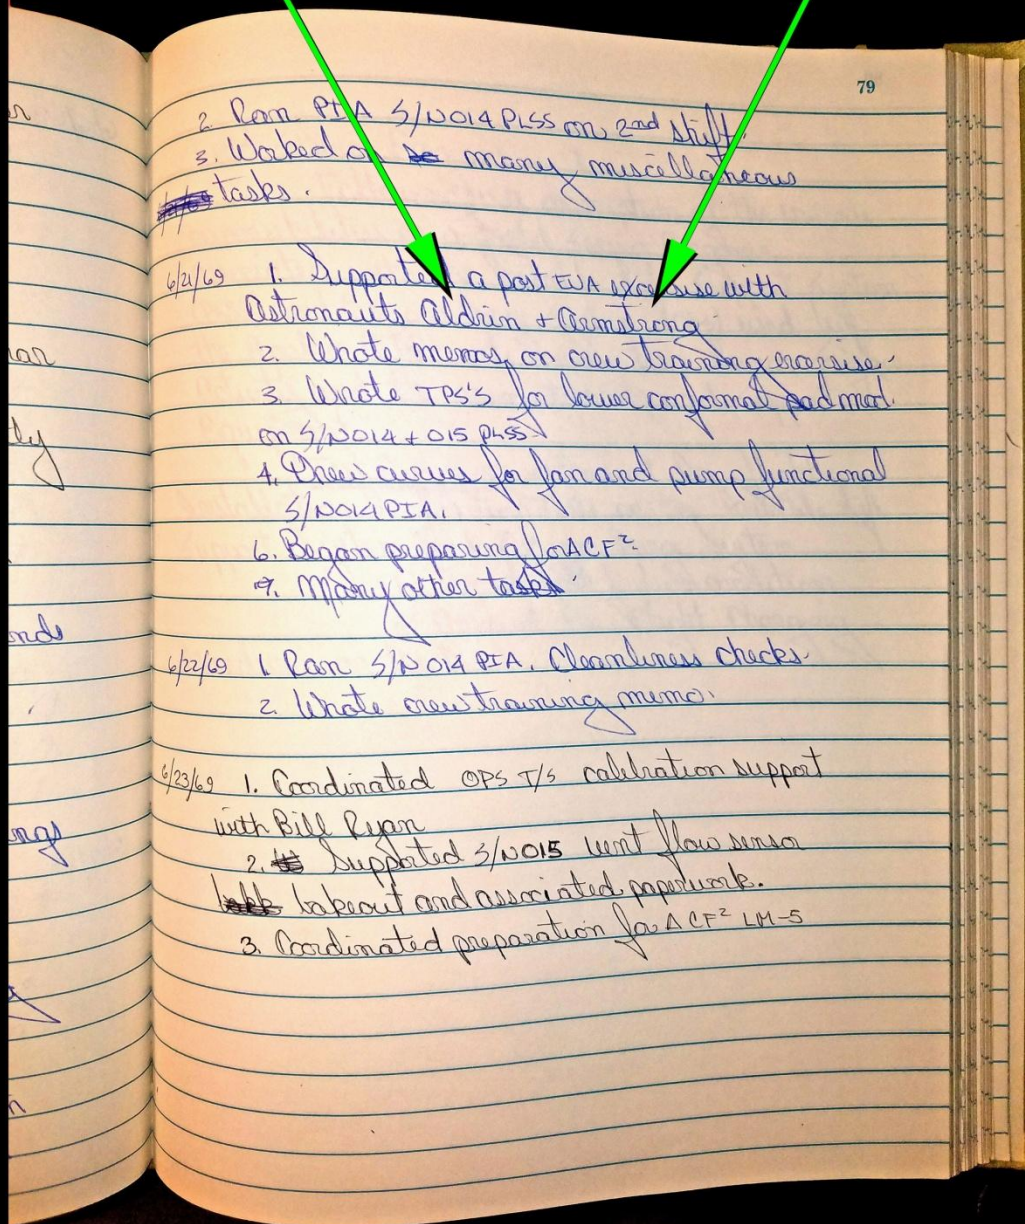 79
2. Ran PIA S/N014 PLSS on 2nd shift.
3. Worked on many miscellaneous
tasks.
6/21/69 1. Supported a post EVA exercise with
Astronauts Aldrin + Armstrong.
2. Wrote memos on crew training exercise.
3. Wrote TPS'S for lower conformal pad mod.
on S/N014 + 015 PLSS.
4. Drew curves for fan and pump functional
S/N014 PIA.
6. Began preparing for ACF²
7. Many other tasks.
6/22/69 1. Ran S/N 014 PIA. Cleanliness checks.
2. Wrote crew training memo.
6/23/69 1. Coordinated OPS T/S calibration support
with Bill Ryan
2. Supported S/N015 vent flow sensor
bakeout and associated paperwork.
3. Coordinated preparation for ACF² LM-5